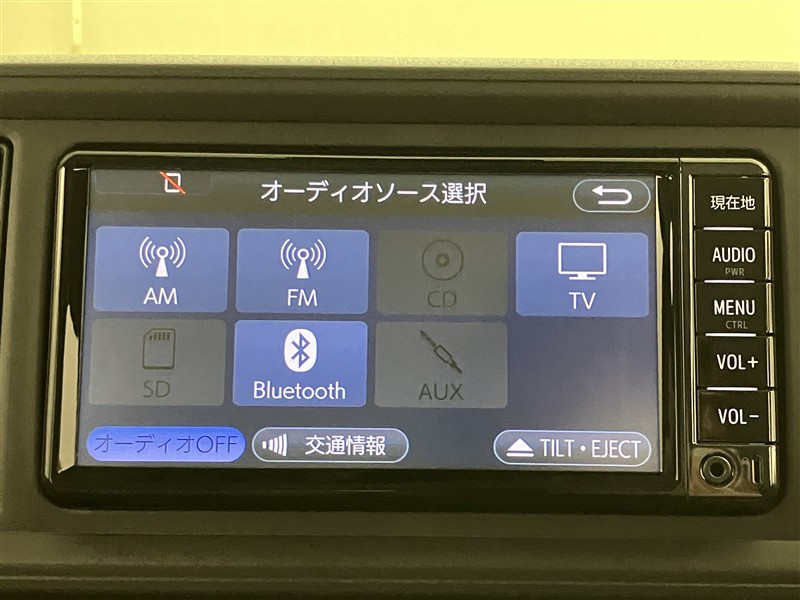 オーディオソース選択
AM
FM
CD
TV
SD
Bluetooth
AUX
オーディオOFF
交通情報
TILT・EJECT
現在地
AUDIO
PWR
MENU
CTRL
VOL+
VOL-